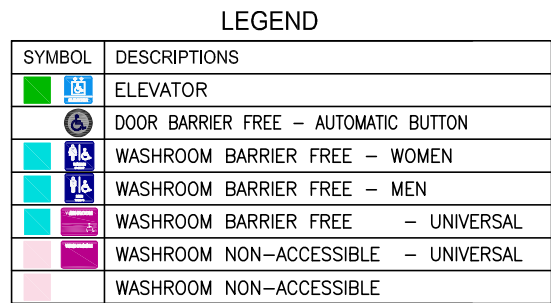 LEGEND
SYMBOL DESCRIPTIONS
ELEVATOR
DOOR BARRIER FREE – AUTOMATIC BUTTON
WASHROOM BARRIER FREE – WOMEN
WASHROOM BARRIER FREE – MEN
WASHROOM BARRIER FREE – UNIVERSAL
WASHROOM NON–ACCESSIBLE – UNIVERSAL
WASHROOM NON–ACCESSIBLE